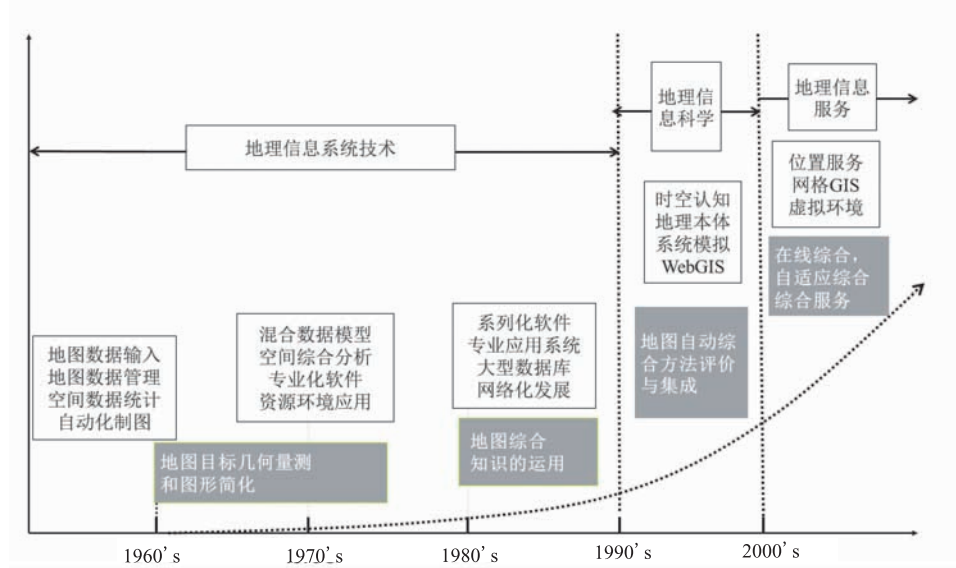 地理信息系统技术
地理信
息科学
地理信息
服务
位置服务
网格GIS
虚拟环境
时空认知
地理本体
系统模拟
WebGIS
在线综合，
自适应综合
综合服务
地图数据输入
地图数据管理
空间数据统计
自动化制图
混合数据模型
空间综合分析
专业化软件
资源环境应用
系列化软件
专业应用系统
大型数据库
网络化发展
地图自动综
合方法评价
与集成
地图目标几何量测
和图形简化
地图综合
知识的运用
1960's
1970's
1980's
1990's
2000's